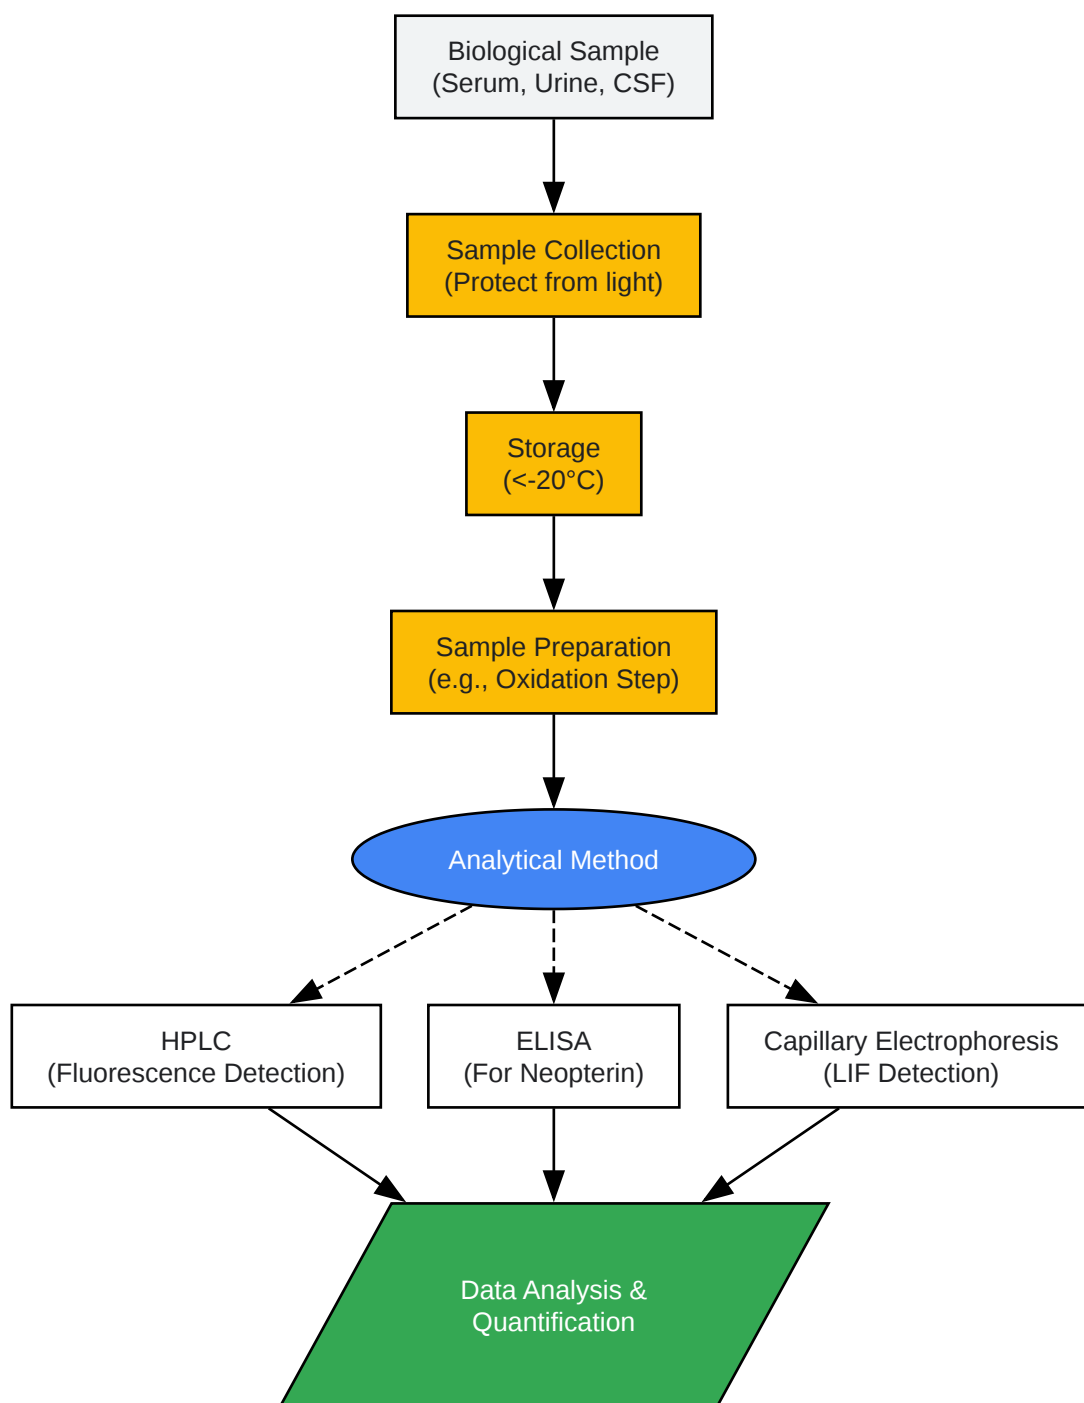 Biological Sample
(Serum, Urine, CSF)
Sample Collection
(Protect from light)
Storage
(<-20°C)
Sample Preparation
(e.g., Oxidation Step)
Analytical Method
HPLC
(Fluorescence Detection)
ELISA
(For Neopterin)
Capillary Electrophoresis
(LIF Detection)
Data Analysis &
Quantification